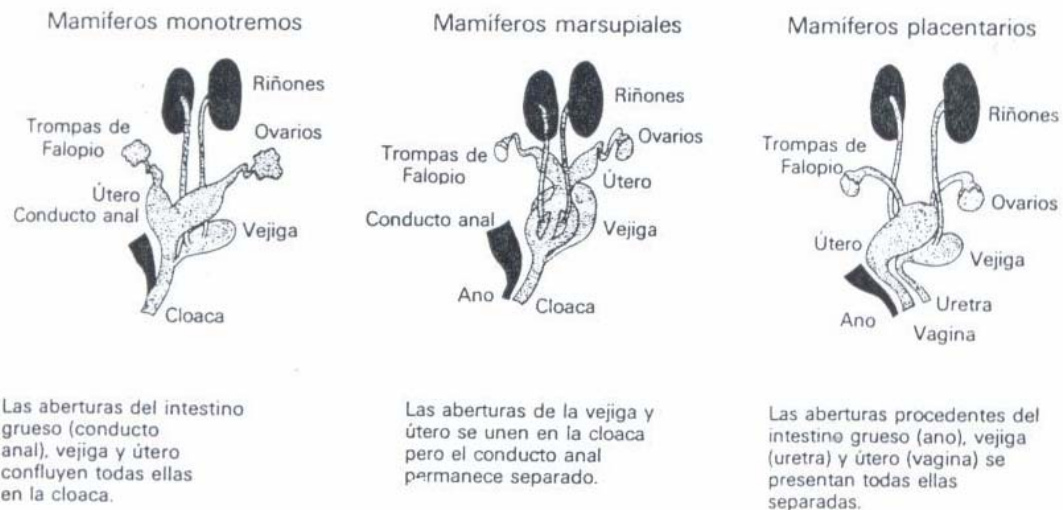 Mamíferos monotremos
Riñones
Trompas de
Falopio
Ovarios
Útero
Conducto anal
Vejiga
Cloaca
Las aberturas del intestino
grueso (conducto
anal), vejiga y útero
confluyen todas ellas
en la cloaca.
Mamíferos marsupiales
Riñones
Ovarios
Trompas de
Falopio
Útero
Conducto anal
Vejiga
Ano
Cloaca
Las aberturas de la vejiga y
útero se unen en la cloaca
pero el conducto anal
permanece separado.
Mamíferos placentarios
Riñones
Trompas de
Falopio
Ovarios
Útero
Vejiga
Uretra
Ano
Vagina
Las aberturas procedentes del
intestino grueso (ano), vejiga
(uretra) y útero (vagina) se
presentan todas ellas
separadas.